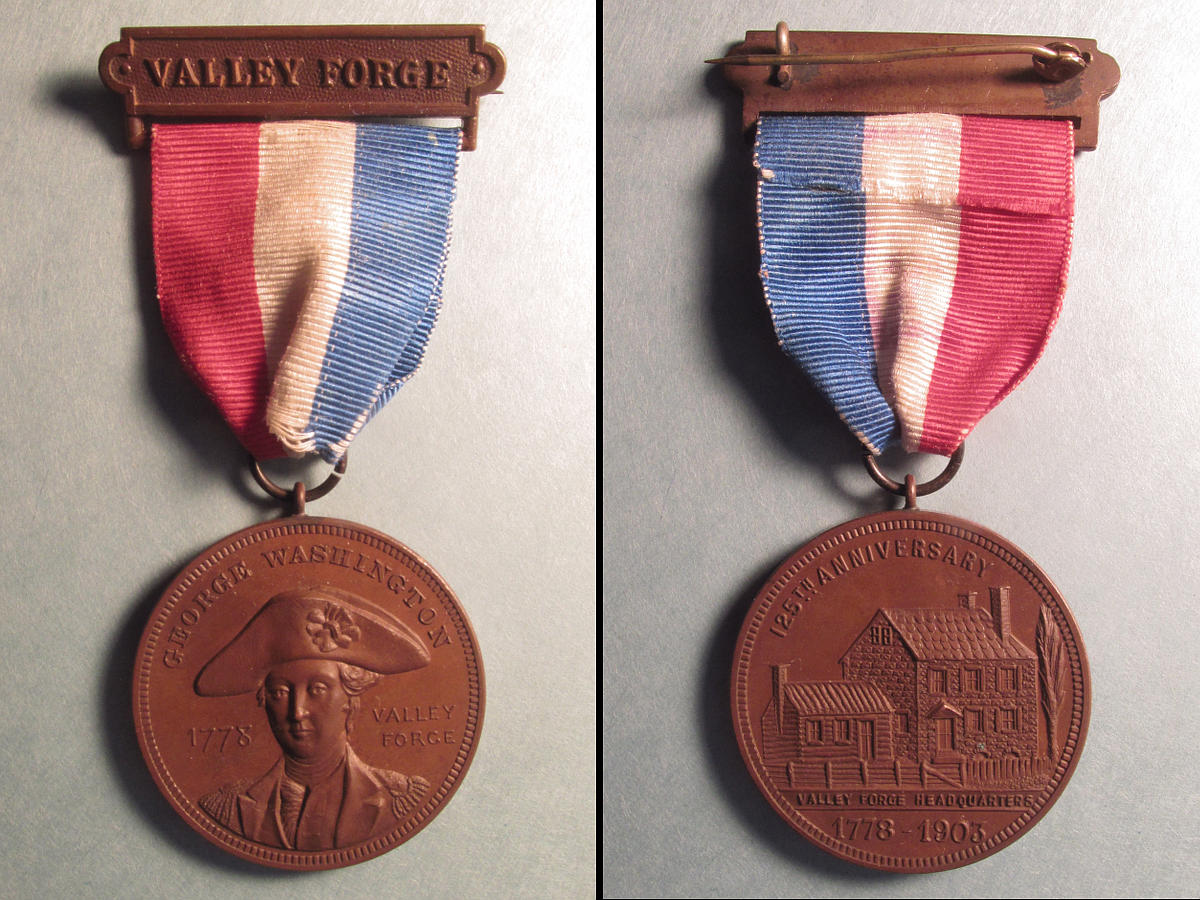 VALLEY FORGE
GEORGE WASHINGTON
1778
VALLEY
FORGE
125TH ANNIVERSARY
VALLEY FORGE HEADQUARTERS
1778-1903